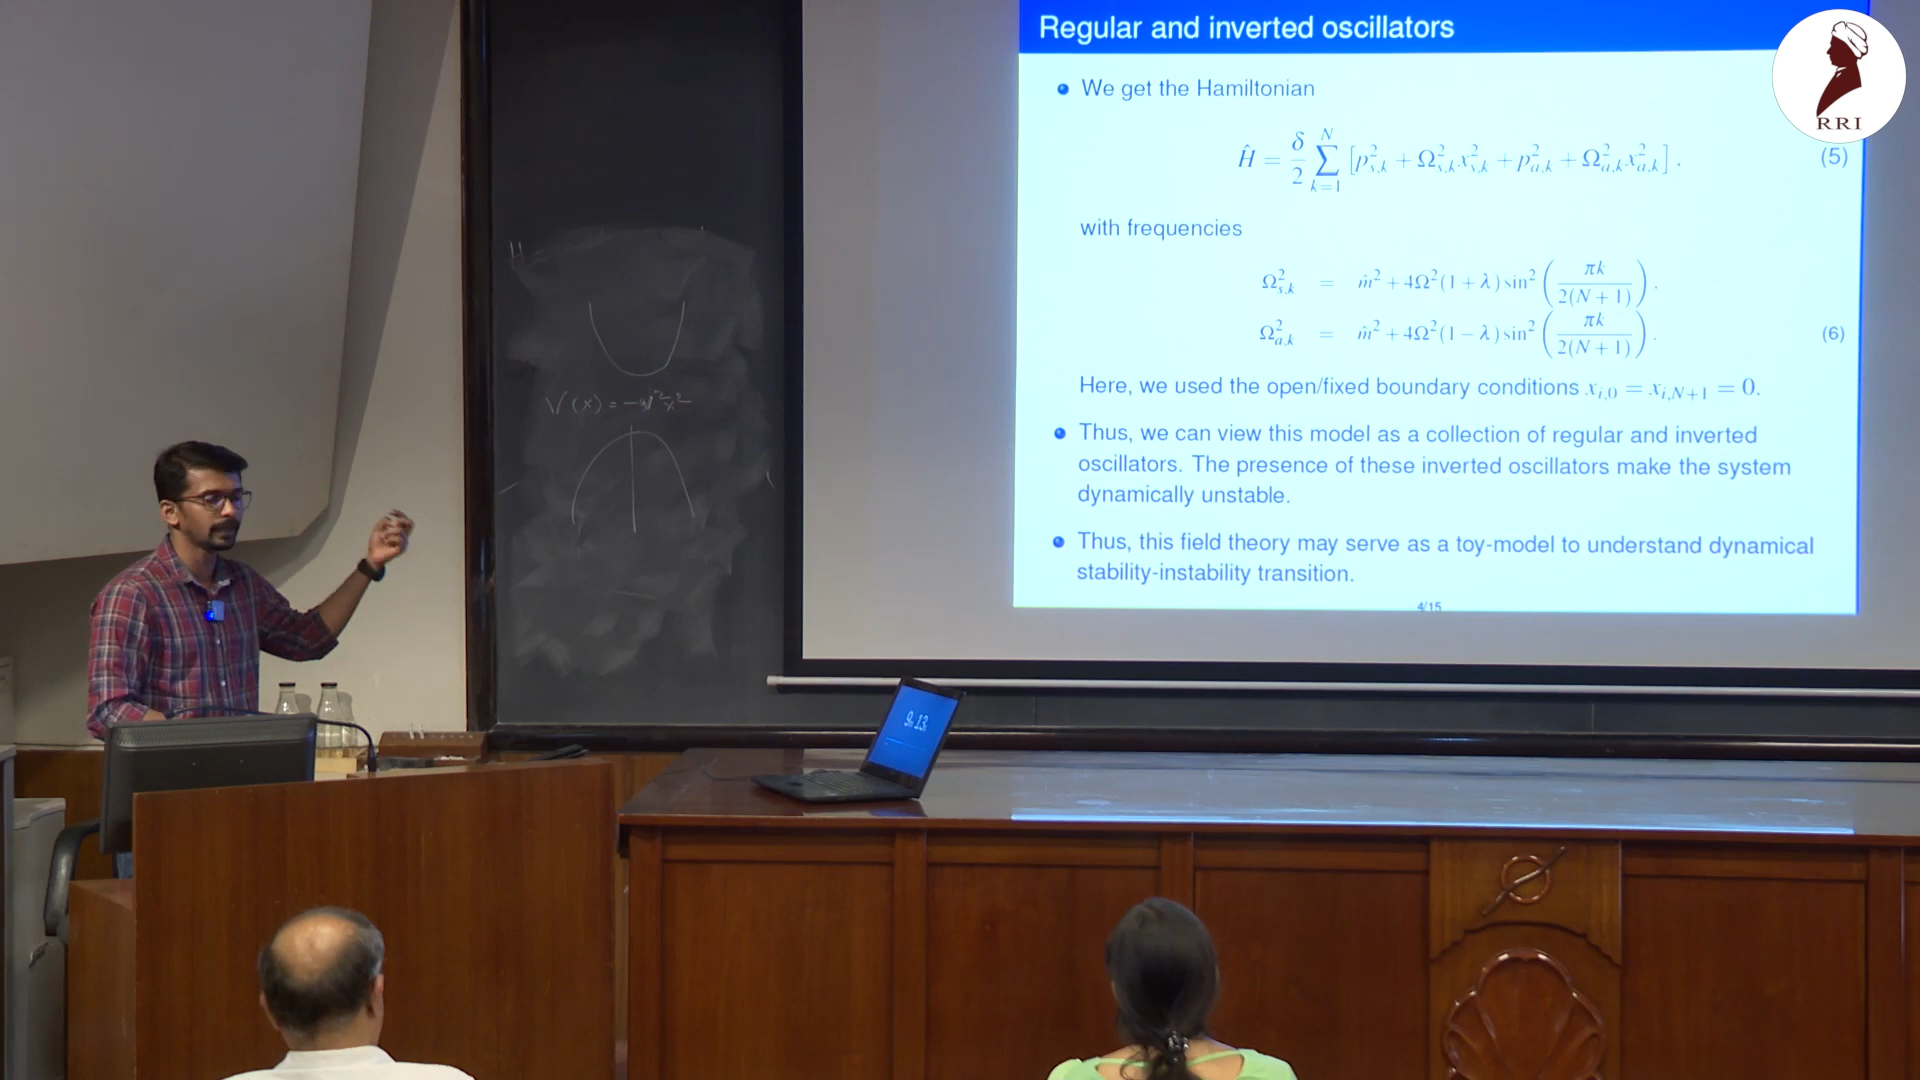 Regular and inverted oscillators
RRI
We get the Hamiltonian
Ĥ = δ/2 ∑_{k=1}^{N} [p²_{s,k} + Ω²_{s,k}x²_{s,k} + p²_{a,k} + Ω²_{a,k}x²_{a,k}] . (5)
with frequencies
Ω²_{s,k} = m̂² + 4Ω²(1 + λ) sin² (πk / 2(N + 1)) .
Ω²_{a,k} = m̂² + 4Ω²(1 − λ) sin² (πk / 2(N + 1)) . (6)
Here, we used the open/fixed boundary conditions x_{i,0} = x_{i,N+1} = 0.
Thus, we can view this model as a collection of regular and inverted
oscillators. The presence of these inverted oscillators make the system
dynamically unstable.
Thus, this field theory may serve as a toy-model to understand dynamical
stability-instability transition.
4/15
H
V(x) = -ω²x²